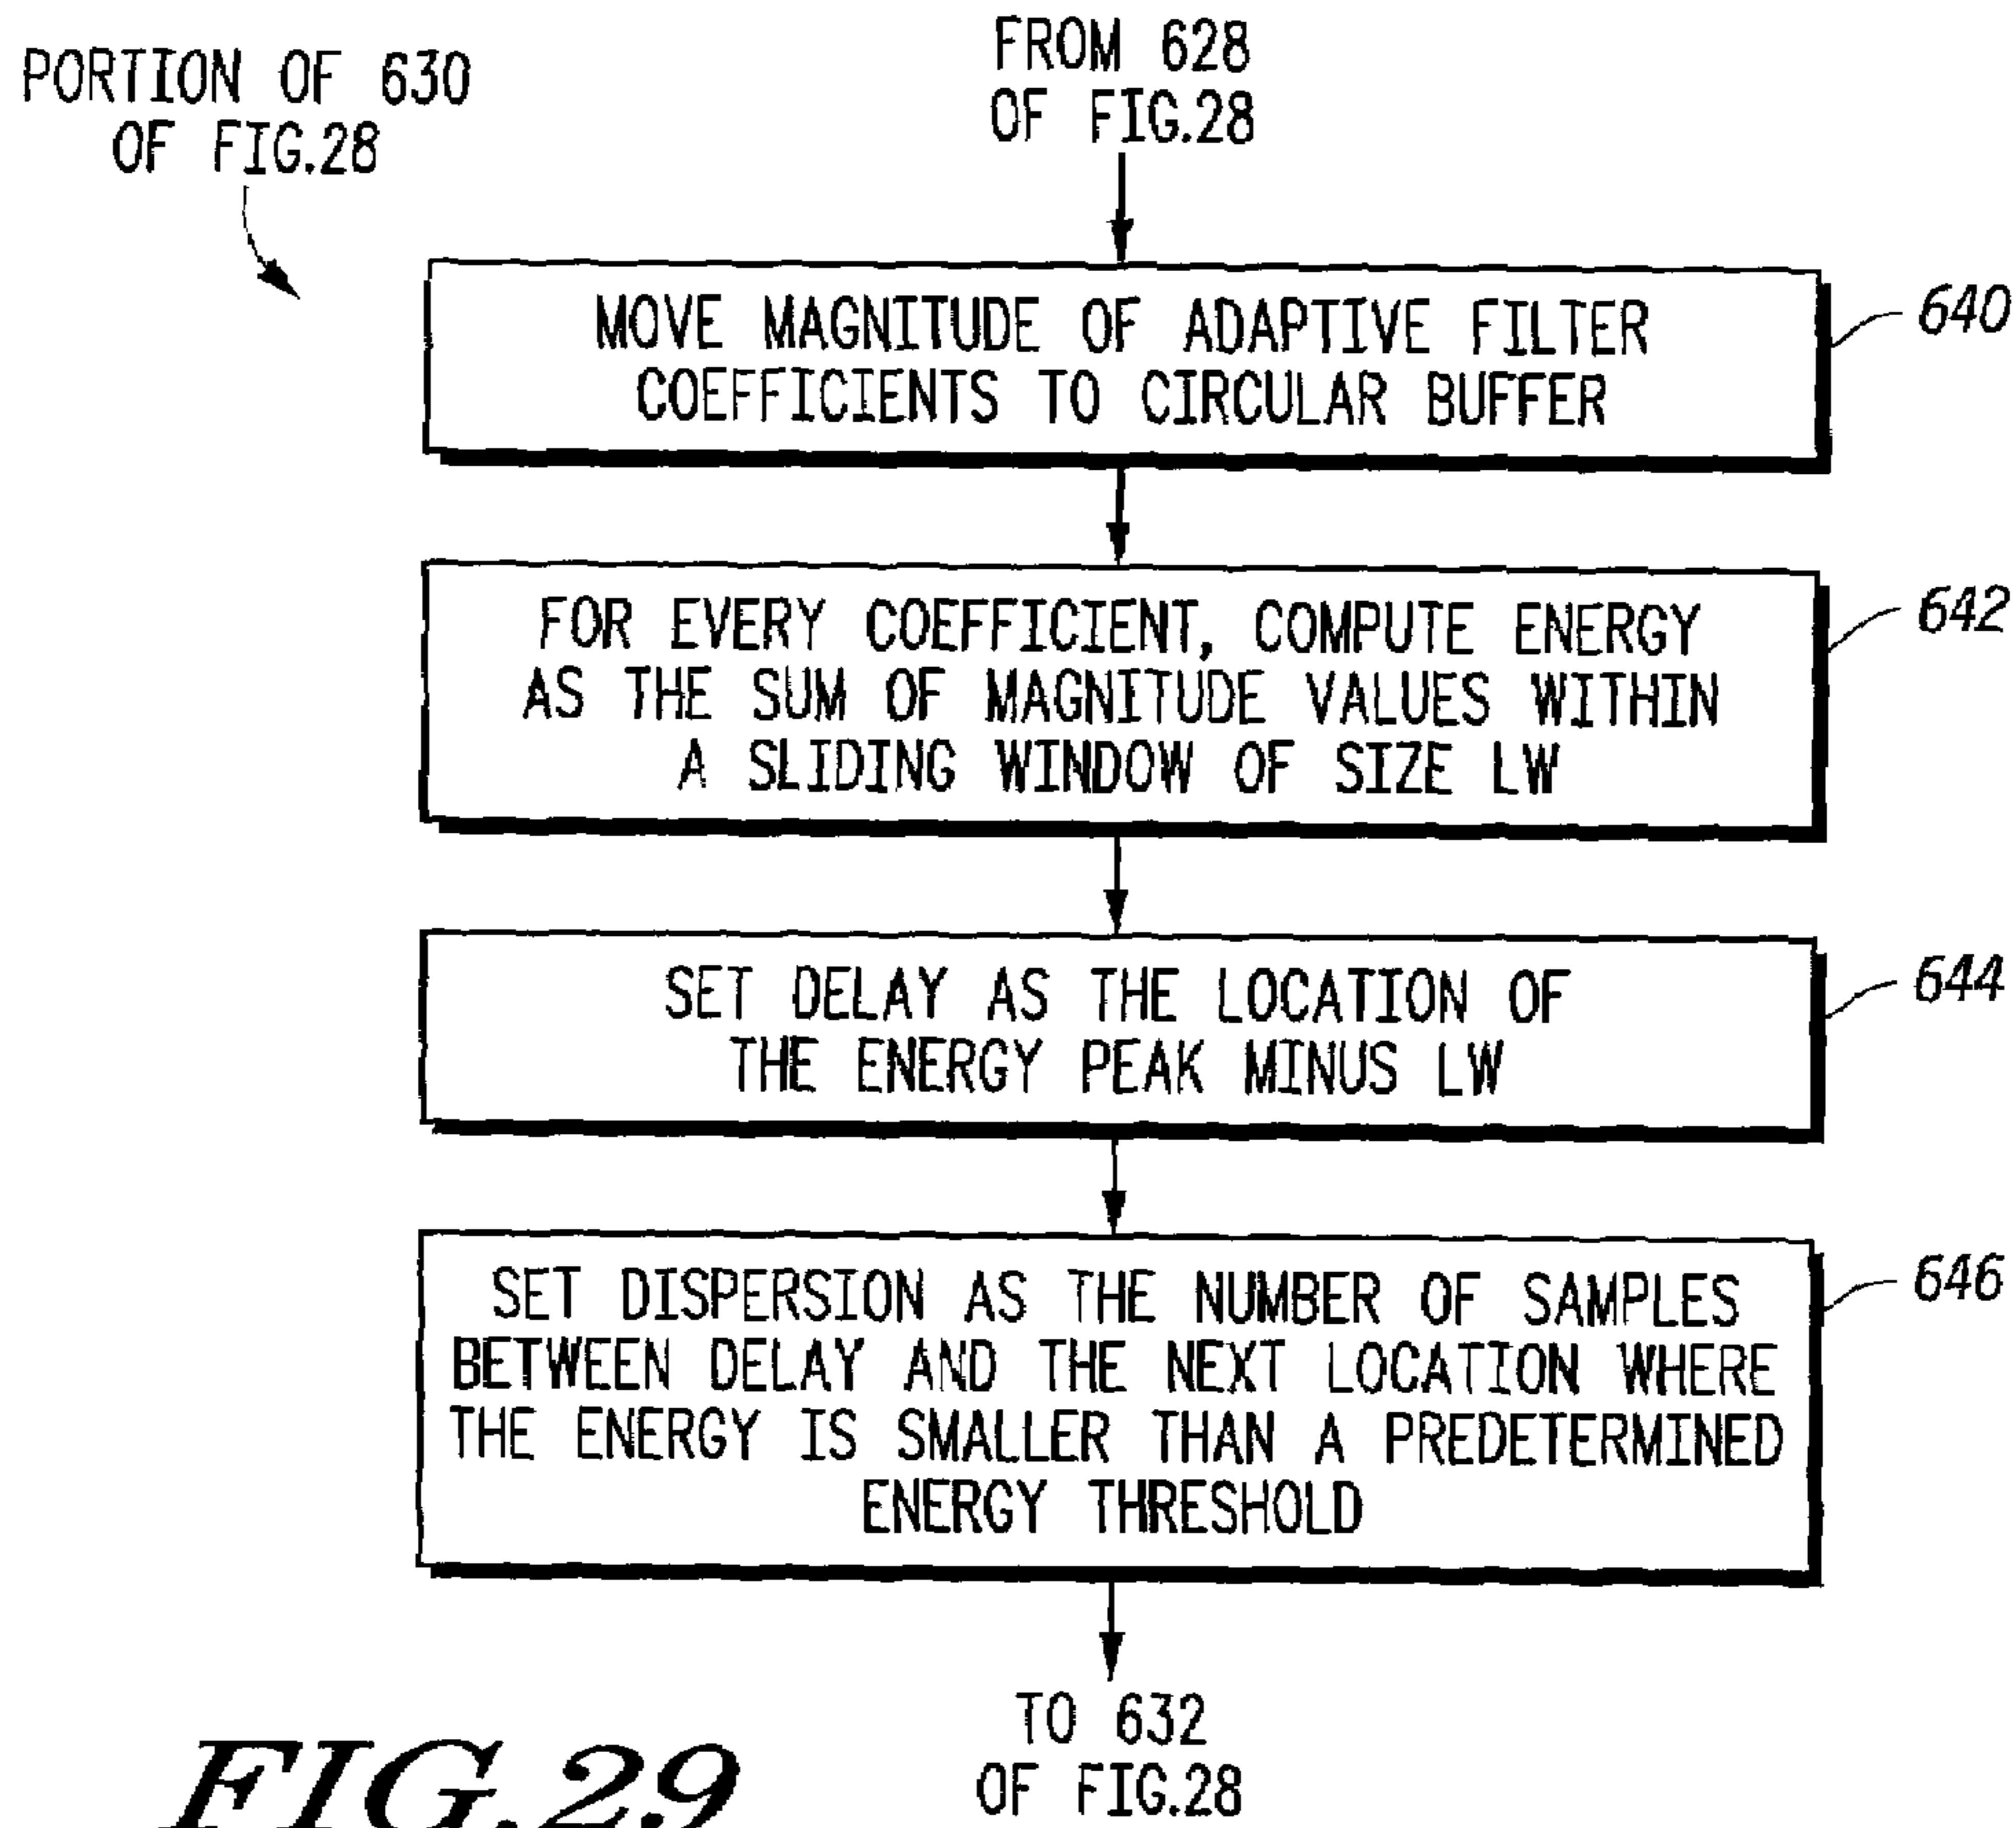 PORTION OF 630
OF FIG.28
FROM 628
OF FIG.28
MOVE MAGNITUDE OF ADAPTIVE FILTER
COEFFICIENTS TO CIRCULAR BUFFER
640
FOR EVERY COEFFICIENT, COMPUTE ENERGY
AS THE SUM OF MAGNITUDE VALUES WITHIN
A SLIDING WINDOW OF SIZE LW
642
SET DELAY AS THE LOCATION OF
THE ENERGY PEAK MINUS LW
644
SET DISPERSION AS THE NUMBER OF SAMPLES
BETWEEN DELAY AND THE NEXT LOCATION WHERE
THE ENERGY IS SMALLER THAN A PREDETERMINED
ENERGY THRESHOLD
646
TO 632
OF FIG.28
FIG.29